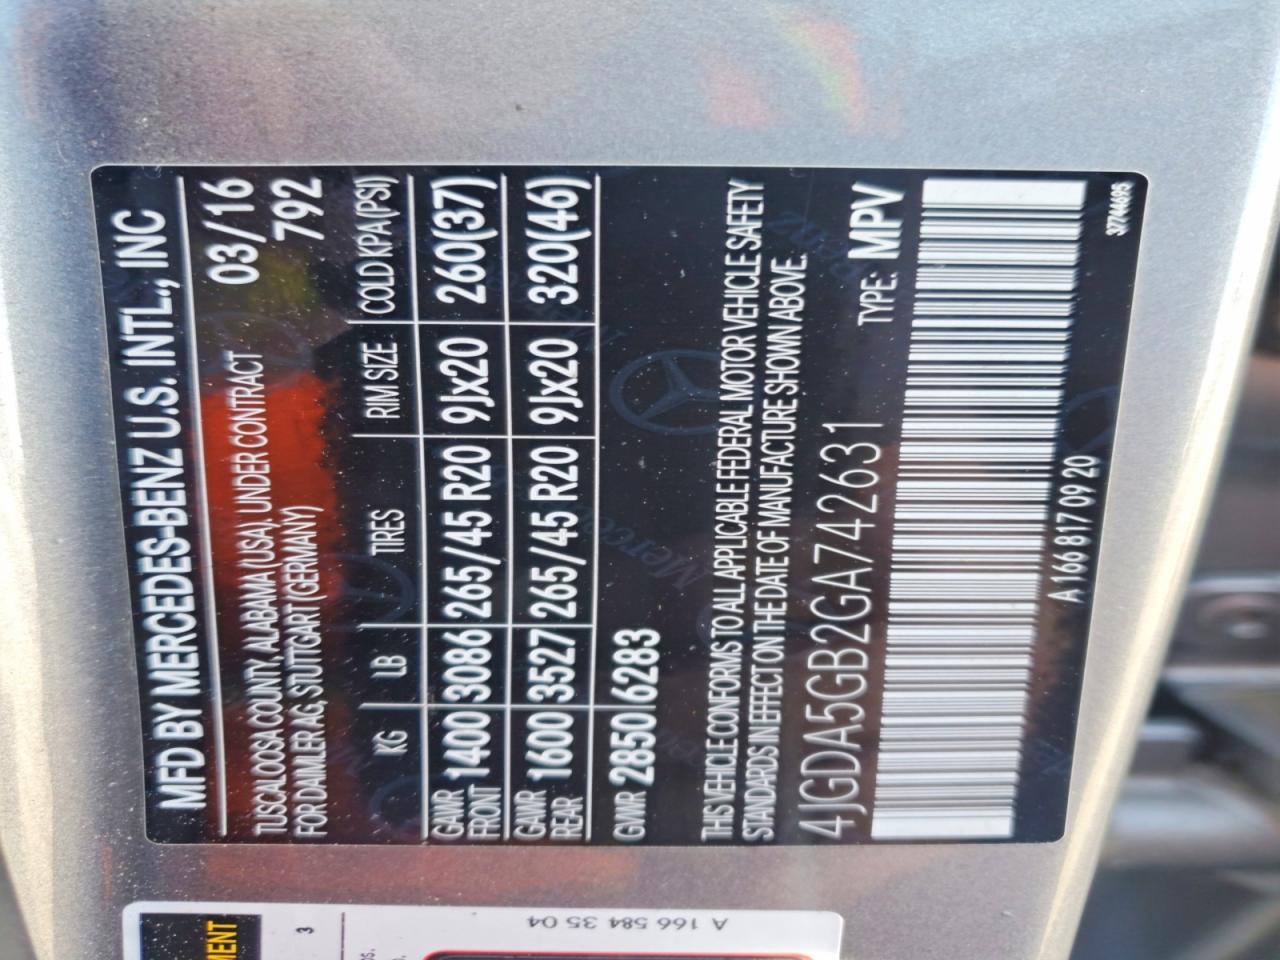 MFD BY MERCEDES-BENZ U.S. INTL., INC
TUSCALOOSA COUNTY, ALABAMA (USA), UNDER CONTRACT 03/16
FOR DAIMLER AG, STUTTGART (GERMANY) 792
KG LB TIRES RIM SIZE COLD KPA(PSI)
GAWR FRONT 1400 3086 265/45 R20 9Jx20 260(37)
GAWR REAR 1600 3527 265/45 R20 9Jx20 320(46)
GVWR 2850 6283
THIS VEHICLE CONFORMS TO ALL APPLICABLE FEDERAL MOTOR VEHICLE SAFETY
STANDARDS IN EFFECT ON THE DATE OF MANUFACTURE SHOWN ABOVE.
4JGDA5GB2GA742631 TYPE: MPV
A 166 817 09 20
37744695
A 166 584 35 04
3